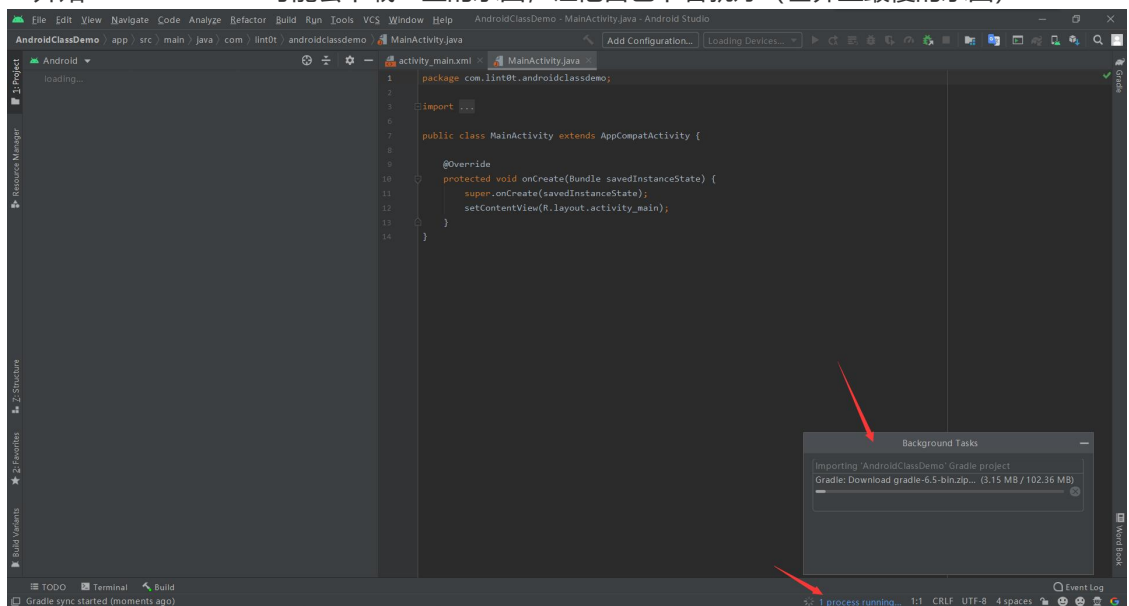 File Edit View Navigate Code Analyze Refactor Build Run Tools VCS Window Help AndroidClassDemo - MainActivity.java - Android Studio
AndroidClassDemo app src main java com lint0t androidclassdemo MainActivity.java Add Configuration... Loading Devices...
1: Project
Android
activity_main.xml
MainActivity.java
Gradle
loading...
Resource Manager
1 package com.lint0t.androidclassdemo;
2
3 import ...
6
7 public class MainActivity extends AppCompatActivity {
8
9 @Override
10 protected void onCreate(Bundle savedInstanceState) {
11 super.onCreate(savedInstanceState);
12 setContentView(R.layout.activity_main);
13 }
14 }
Z: Structure
2: Favorites
Build Variants
Background Tasks
Importing 'AndroidClassDemo' Gradle project
Gradle: Download gradle-6.5-bin.zip... (3.15 MB / 102.36 MB)
Word Book
TODO Terminal Build Event Log
Gradle sync started (moments ago) 1 process running... 1:1 CRLF UTF-8 4 spaces